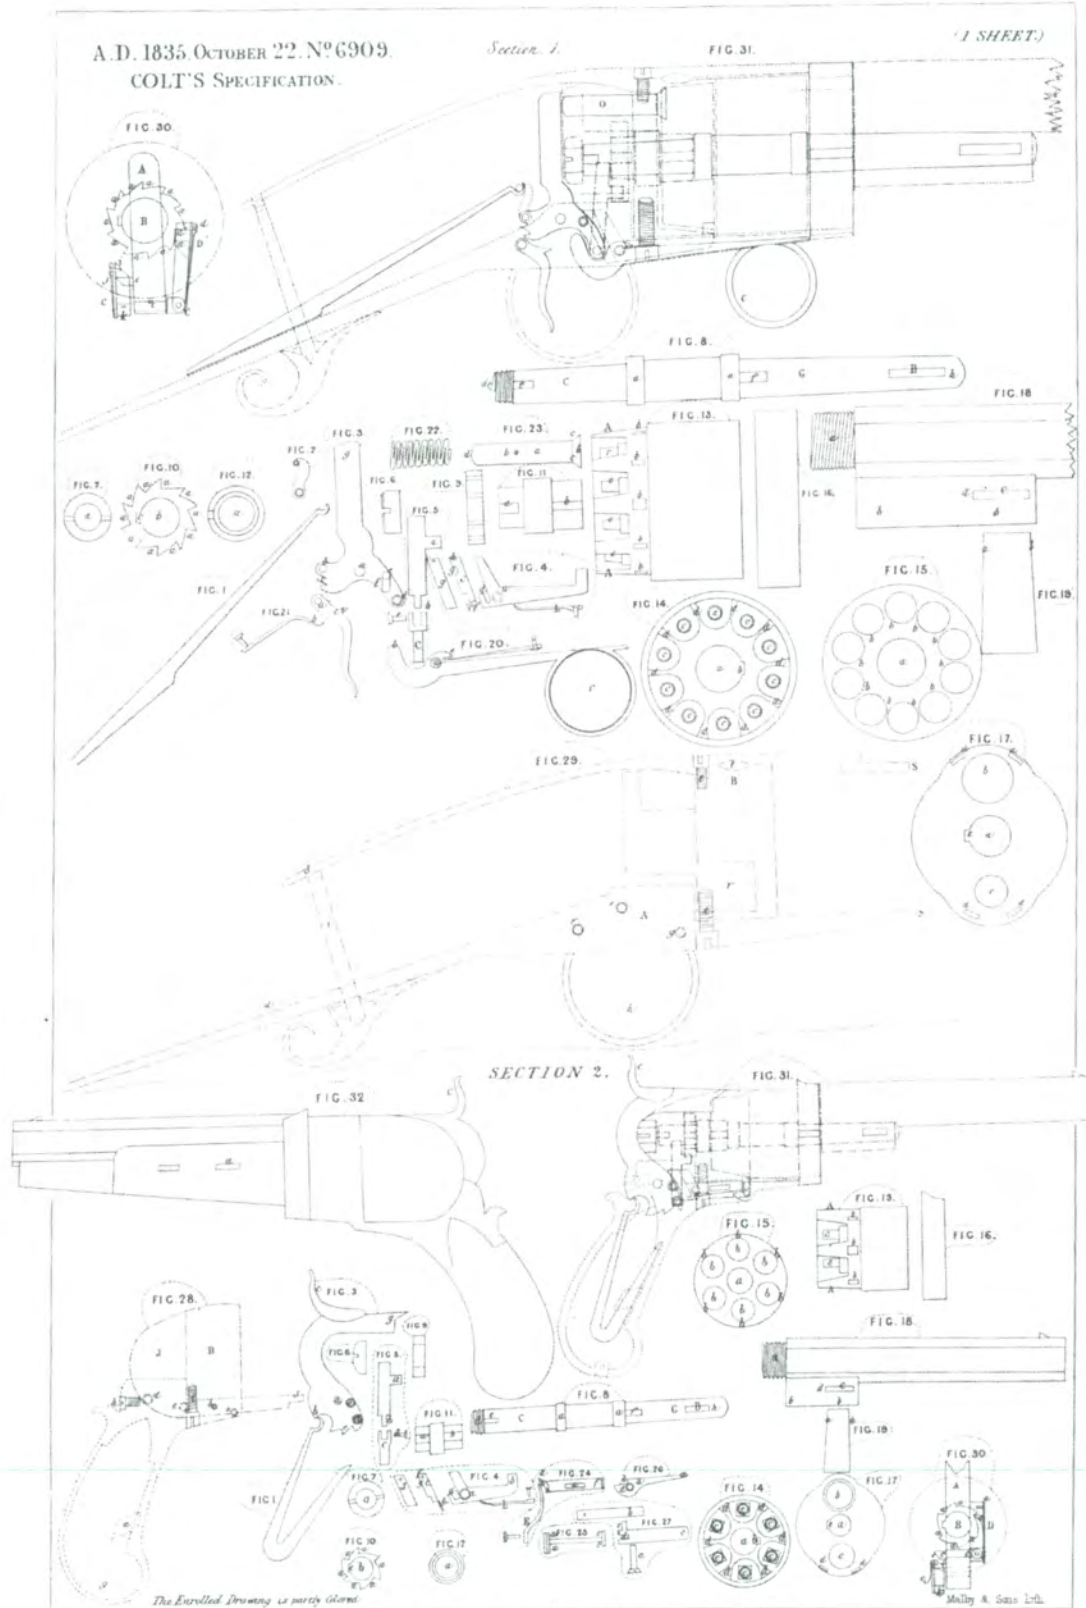 A.D. 1835. OCTOBER 22. Nº 6909.
COLT'S SPECIFICATION.
Section. 1.
FIG. 31.
(1 SHEET.)
FIG. 30.
FIG. 8.
FIG. 18
FIG. 7.
FIG. 10.
FIG. 12.
FIG. 2
FIG. 3.
FIG. 22.
FIG. 23.
FIG. 13.
FIG. 6
FIG. 9
FIG. 11
FIG. 5
FIG. 16.
FIG. 4.
FIG. 1
FIG. 21
FIG. 20.
FIG. 14.
FIG. 15.
FIG. 19.
FIG. 29.
FIG. 17.
SECTION 2.
FIG. 32
FIG. 31.
FIG. 15.
FIG. 13.
FIG. 16.
FIG. 28.
FIG. 3
FIG. 6
FIG. 5.
FIG. 9
FIG. 18.
FIG. 8
FIG. 11.
FIG. 19
FIG. 1.
FIG. 7
FIG. 4
FIG. 24
FIG. 26
FIG. 14
FIG. 17
FIG. 30
FIG. 25
FIG. 27
FIG. 10
FIG. 12
The Enrolled Drawing is partly Colored.
Malby & Sons Lith.